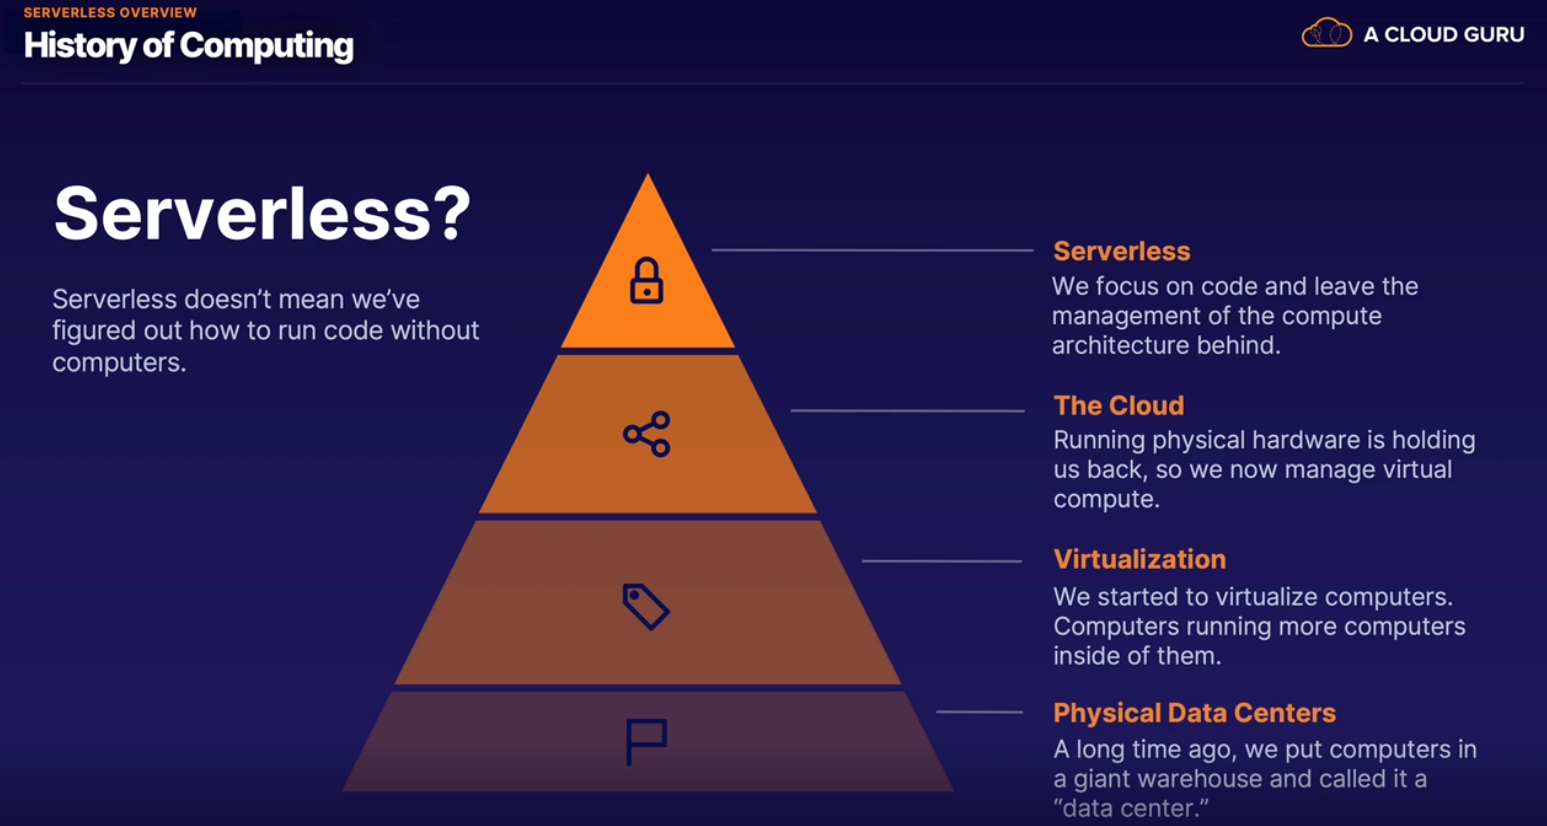 SERVERLESS OVERVIEW
History of Computing
A CLOUD GURU
Serverless?
Serverless doesn’t mean we’ve
figured out how to run code without
computers.
Serverless
We focus on code and leave the
management of the compute
architecture behind.
The Cloud
Running physical hardware is holding
us back, so we now manage virtual
compute.
Virtualization
We started to virtualize computers.
Computers running more computers
inside of them.
Physical Data Centers
A long time ago, we put computers in
a giant warehouse and called it a
“data center.”